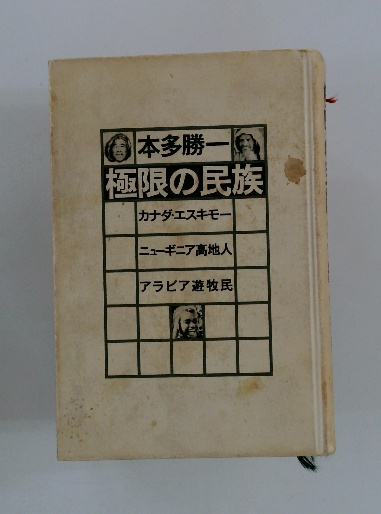 本多勝一
極限の民族
カナダ・エスキモー
ニューギニア高地人
アラビア遊牧民